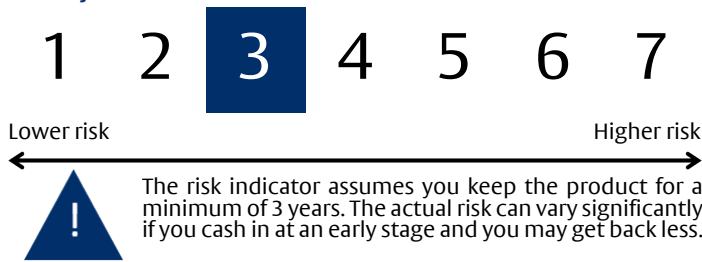 1 2 3 4 5 6 7
Lower risk Higher risk
!
The risk indicator assumes you keep the product for a
minimum of 3 years. The actual risk can vary significantly
if you cash in at an early stage and you may get back less.